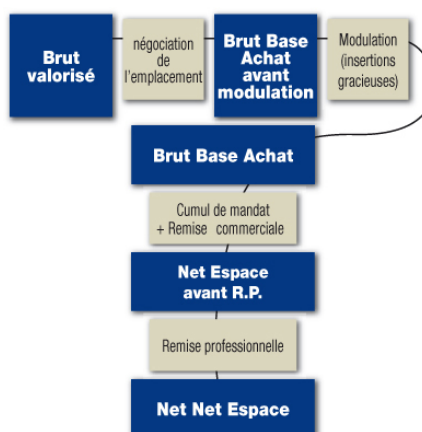 Brut
valorisé
négociation
de
l'emplacement
Brut Base
Achat
avant
modulation
Modulation
(insertions
gracieuses)
Brut Base Achat
Cumul de mandat
+ Remise commerciale
Net Espace
avant R.P.
Remise professionnelle
Net Net Espace